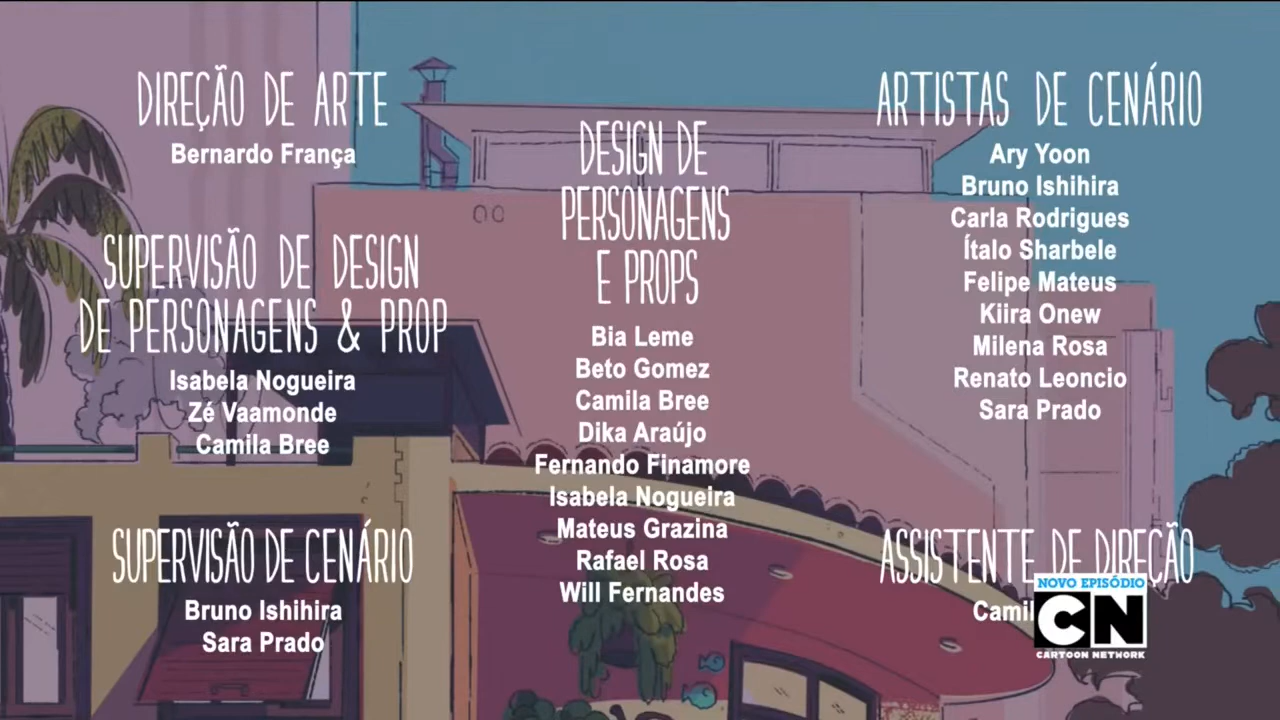 DIREÇÃO DE ARTE
Bernardo França
SUPERVISÃO DE DESIGN
DE PERSONAGENS & PROP
Isabela Nogueira
Zé Vaamonde
Camila Bree
SUPERVISÃO DE CENÁRIO
Bruno Ishihira
Sara Prado
DESIGN DE
PERSONAGENS
E PROPS
Bia Leme
Beto Gomez
Camila Bree
Dika Araújo
Fernando Finamore
Isabela Nogueira
Mateus Grazina
Rafael Rosa
Will Fernandes
ARTISTAS DE CENÁRIO
Ary Yoon
Bruno Ishihira
Carla Rodrigues
Ítalo Sharbele
Felipe Mateus
Kiira Onew
Milena Rosa
Renato Leoncio
Sara Prado
ASSISTENTE DE DIREÇÃO
NOVO EPISÓDIO
CN
CARTOON NETWORK